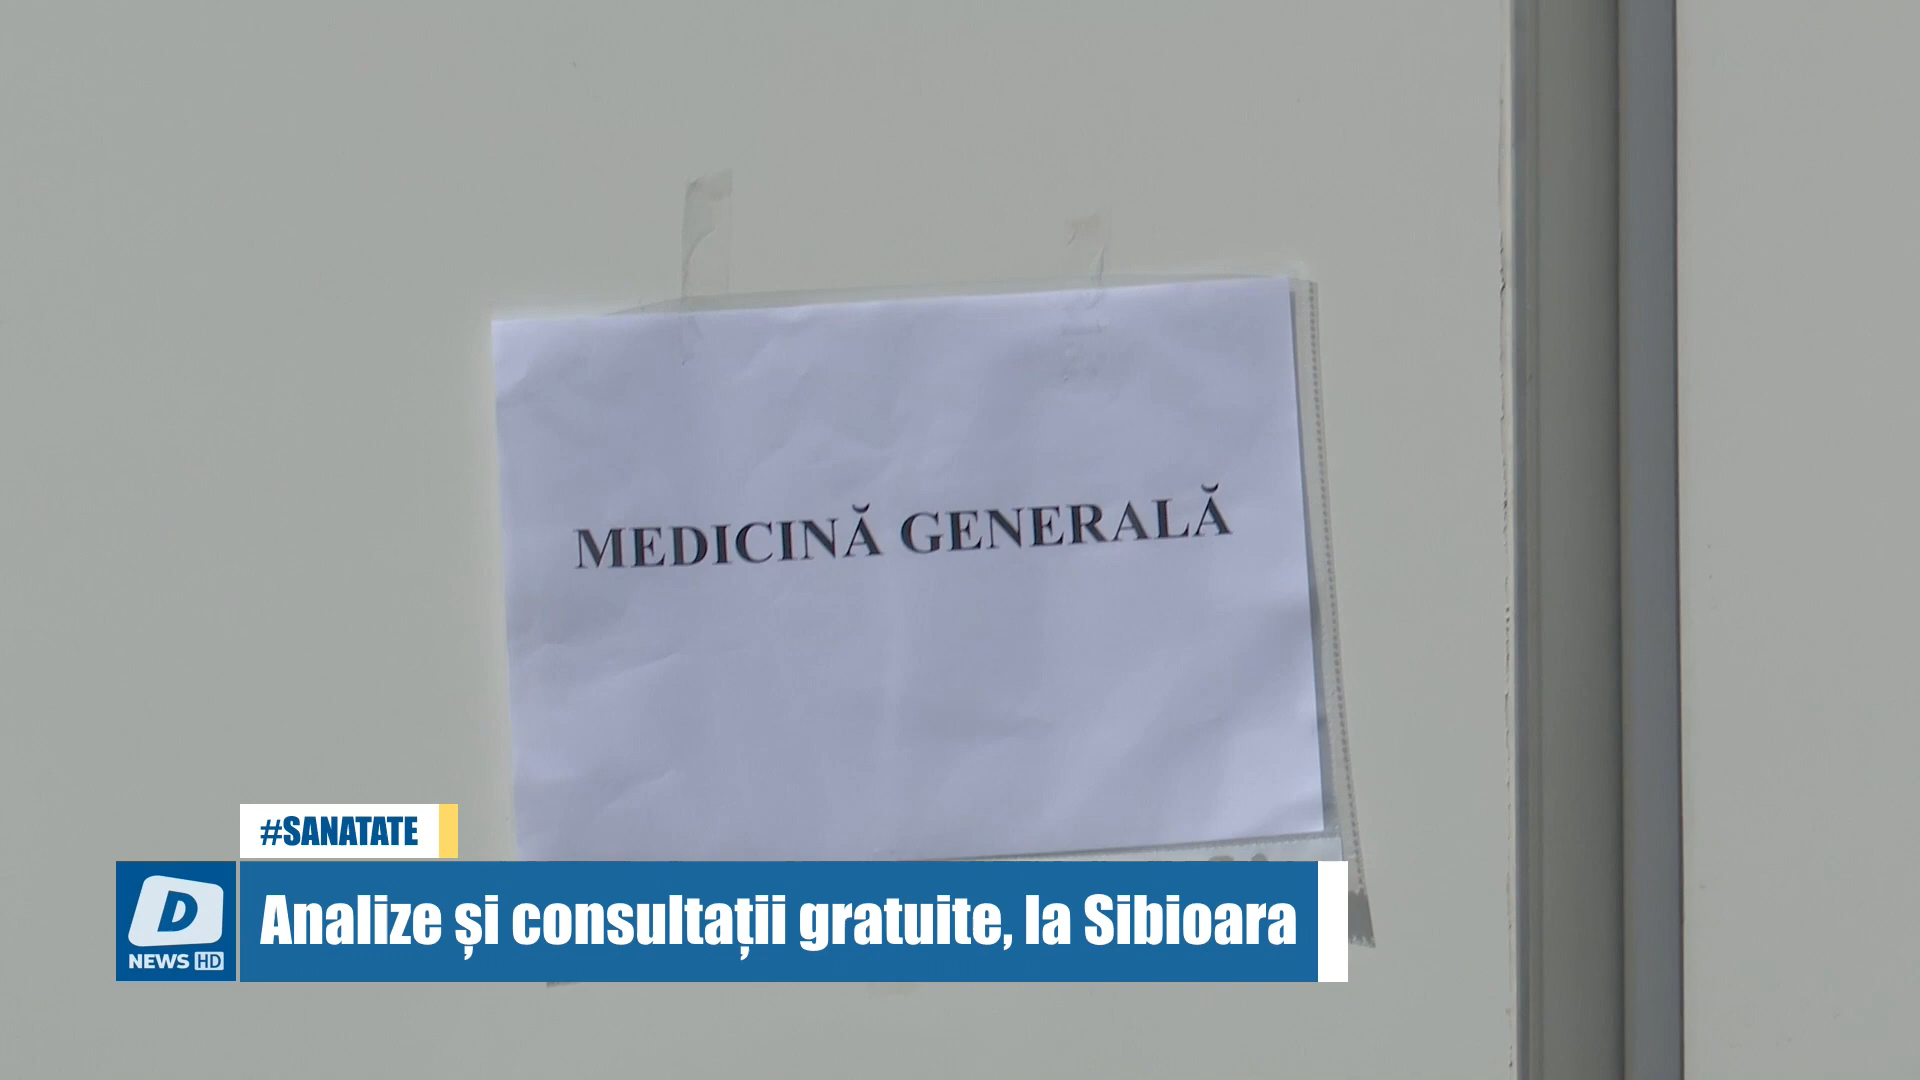 MEDICINĂ GENERALĂ
#SANATATE
Analize și consultații gratuite, la Sibioara
D
NEWS HD